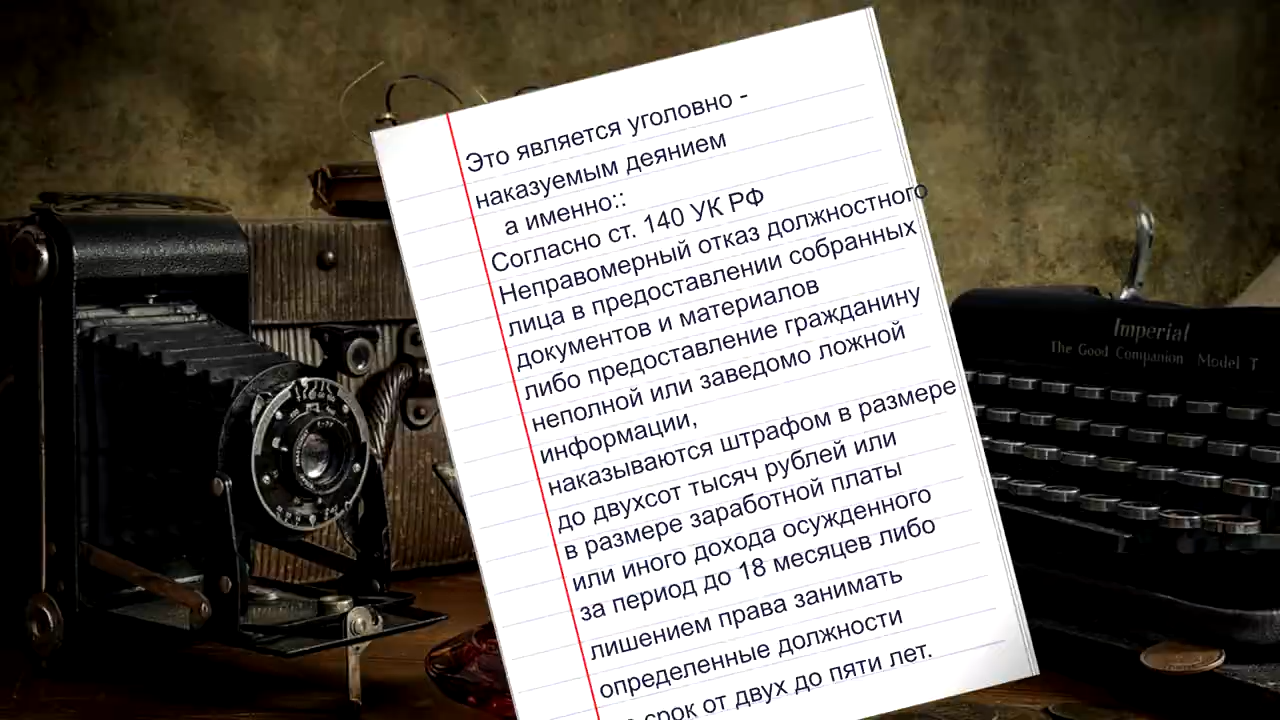 Это является уголовно -
наказуемым деянием
а именно::
Согласно ст. 140 УК РФ
Неправомерный отказ должностного
лица в предоставлении собранных
документов и материалов
либо предоставление гражданину
неполной или заведомо ложной
информации,
наказываются штрафом в размере
до двухсот тысяч рублей или
в размере заработной платы
или иного дохода осужденного
за период до 18 месяцев либо
лишением права занимать
определенные должности
срок от двух до пяти лет.
Imperial
The Good Companion Model T